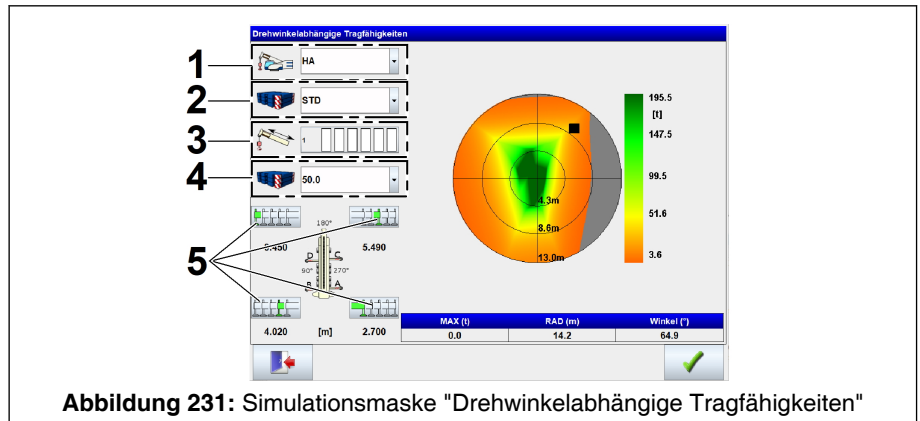 Drehwinkelabhängige Tragfähigkeiten
1
HA
2
STD
3
1
4
50.0
5
5.450
180°
5.490
D
C
90°
270°
B
A
4.020
[m]
2.700
4.3m
8.6m
13.0m
195.5
[t]
147.5
99.5
51.6
3.6
MAX (t) RAD (m) Winkel (°)
0.0 14.2 64.9
Abbildung 231: Simulationsmaske "Drehwinkelabhängige Tragfähigkeiten"